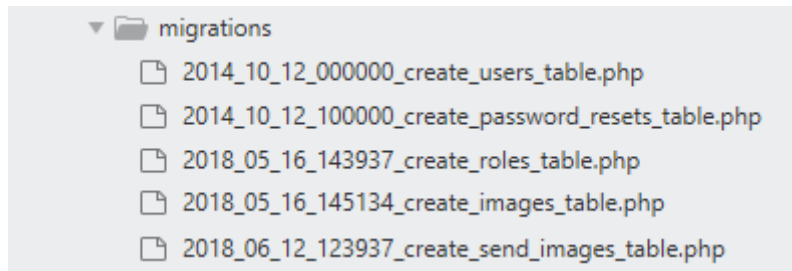 migrations
2014_10_12_000000_create_users_table.php
2014_10_12_100000_create_password_resets_table.php
2018_05_16_143937_create_roles_table.php
2018_05_16_145134_create_images_table.php
2018_06_12_123937_create_send_images_table.php